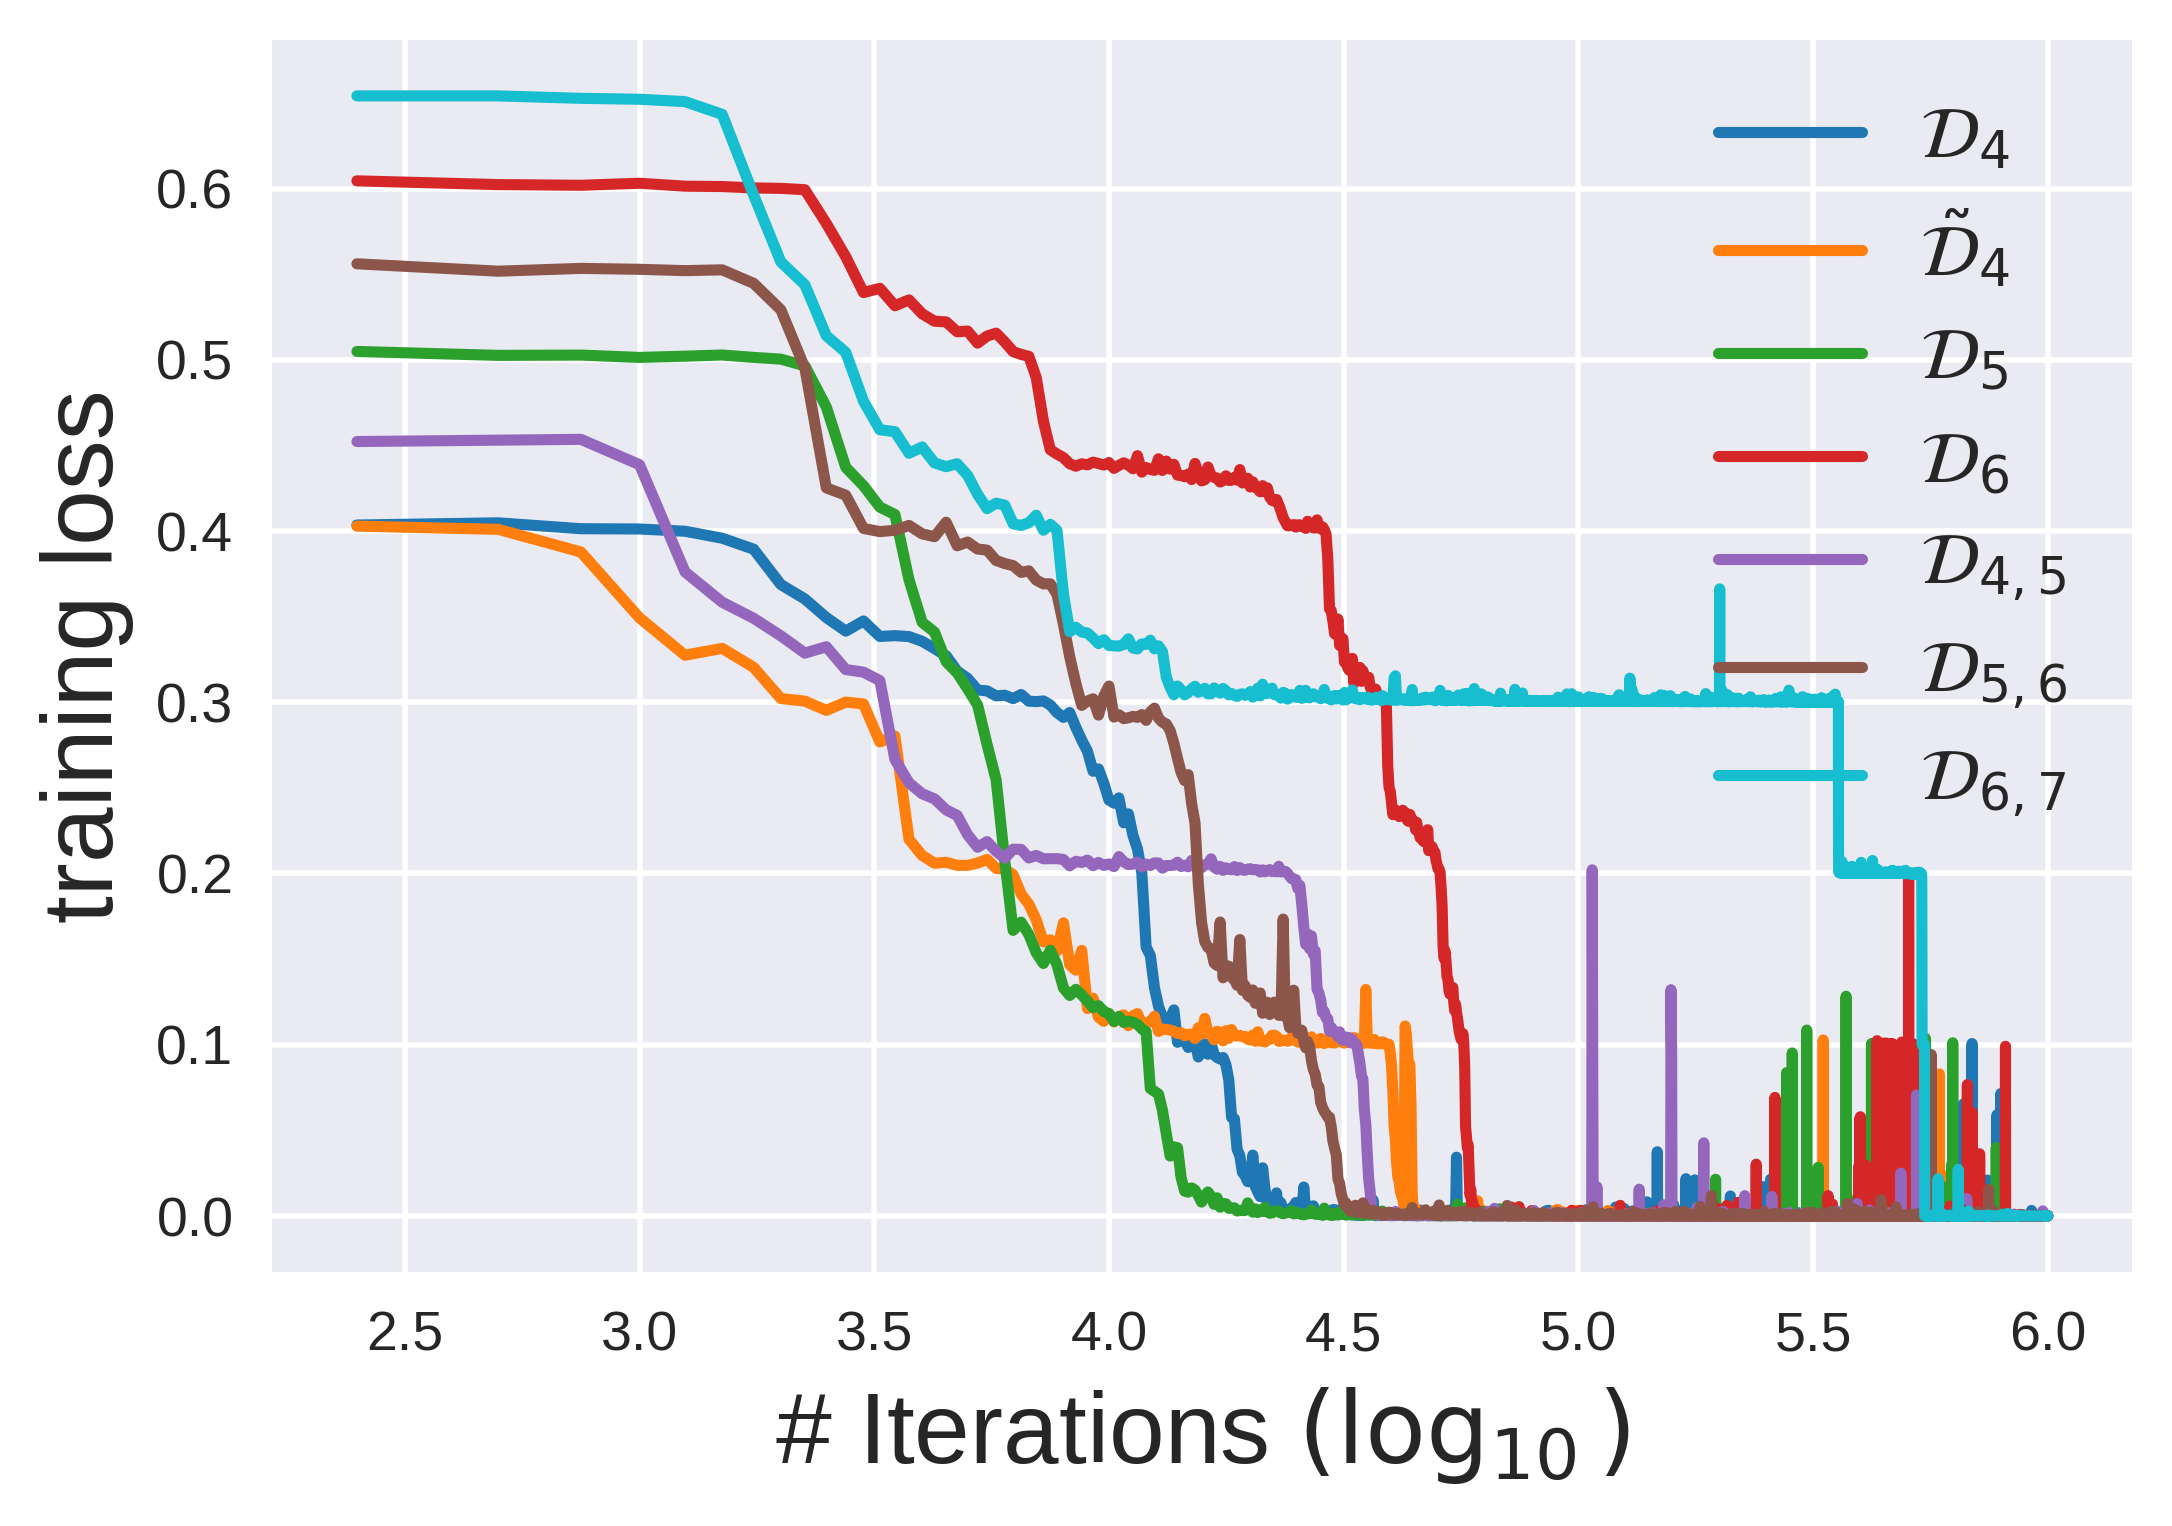 training loss
0.6
0.5
0.4
0.3
0.2
0.1
0.0
2.5 3.0 3.5 4.0 4.5 5.0 5.5 6.0
# Iterations (log₁₀)
𝒟₄
𝒟̃₄
𝒟₅
𝒟₆
𝒟₄,₅
𝒟₅,₆
𝒟₆,₇